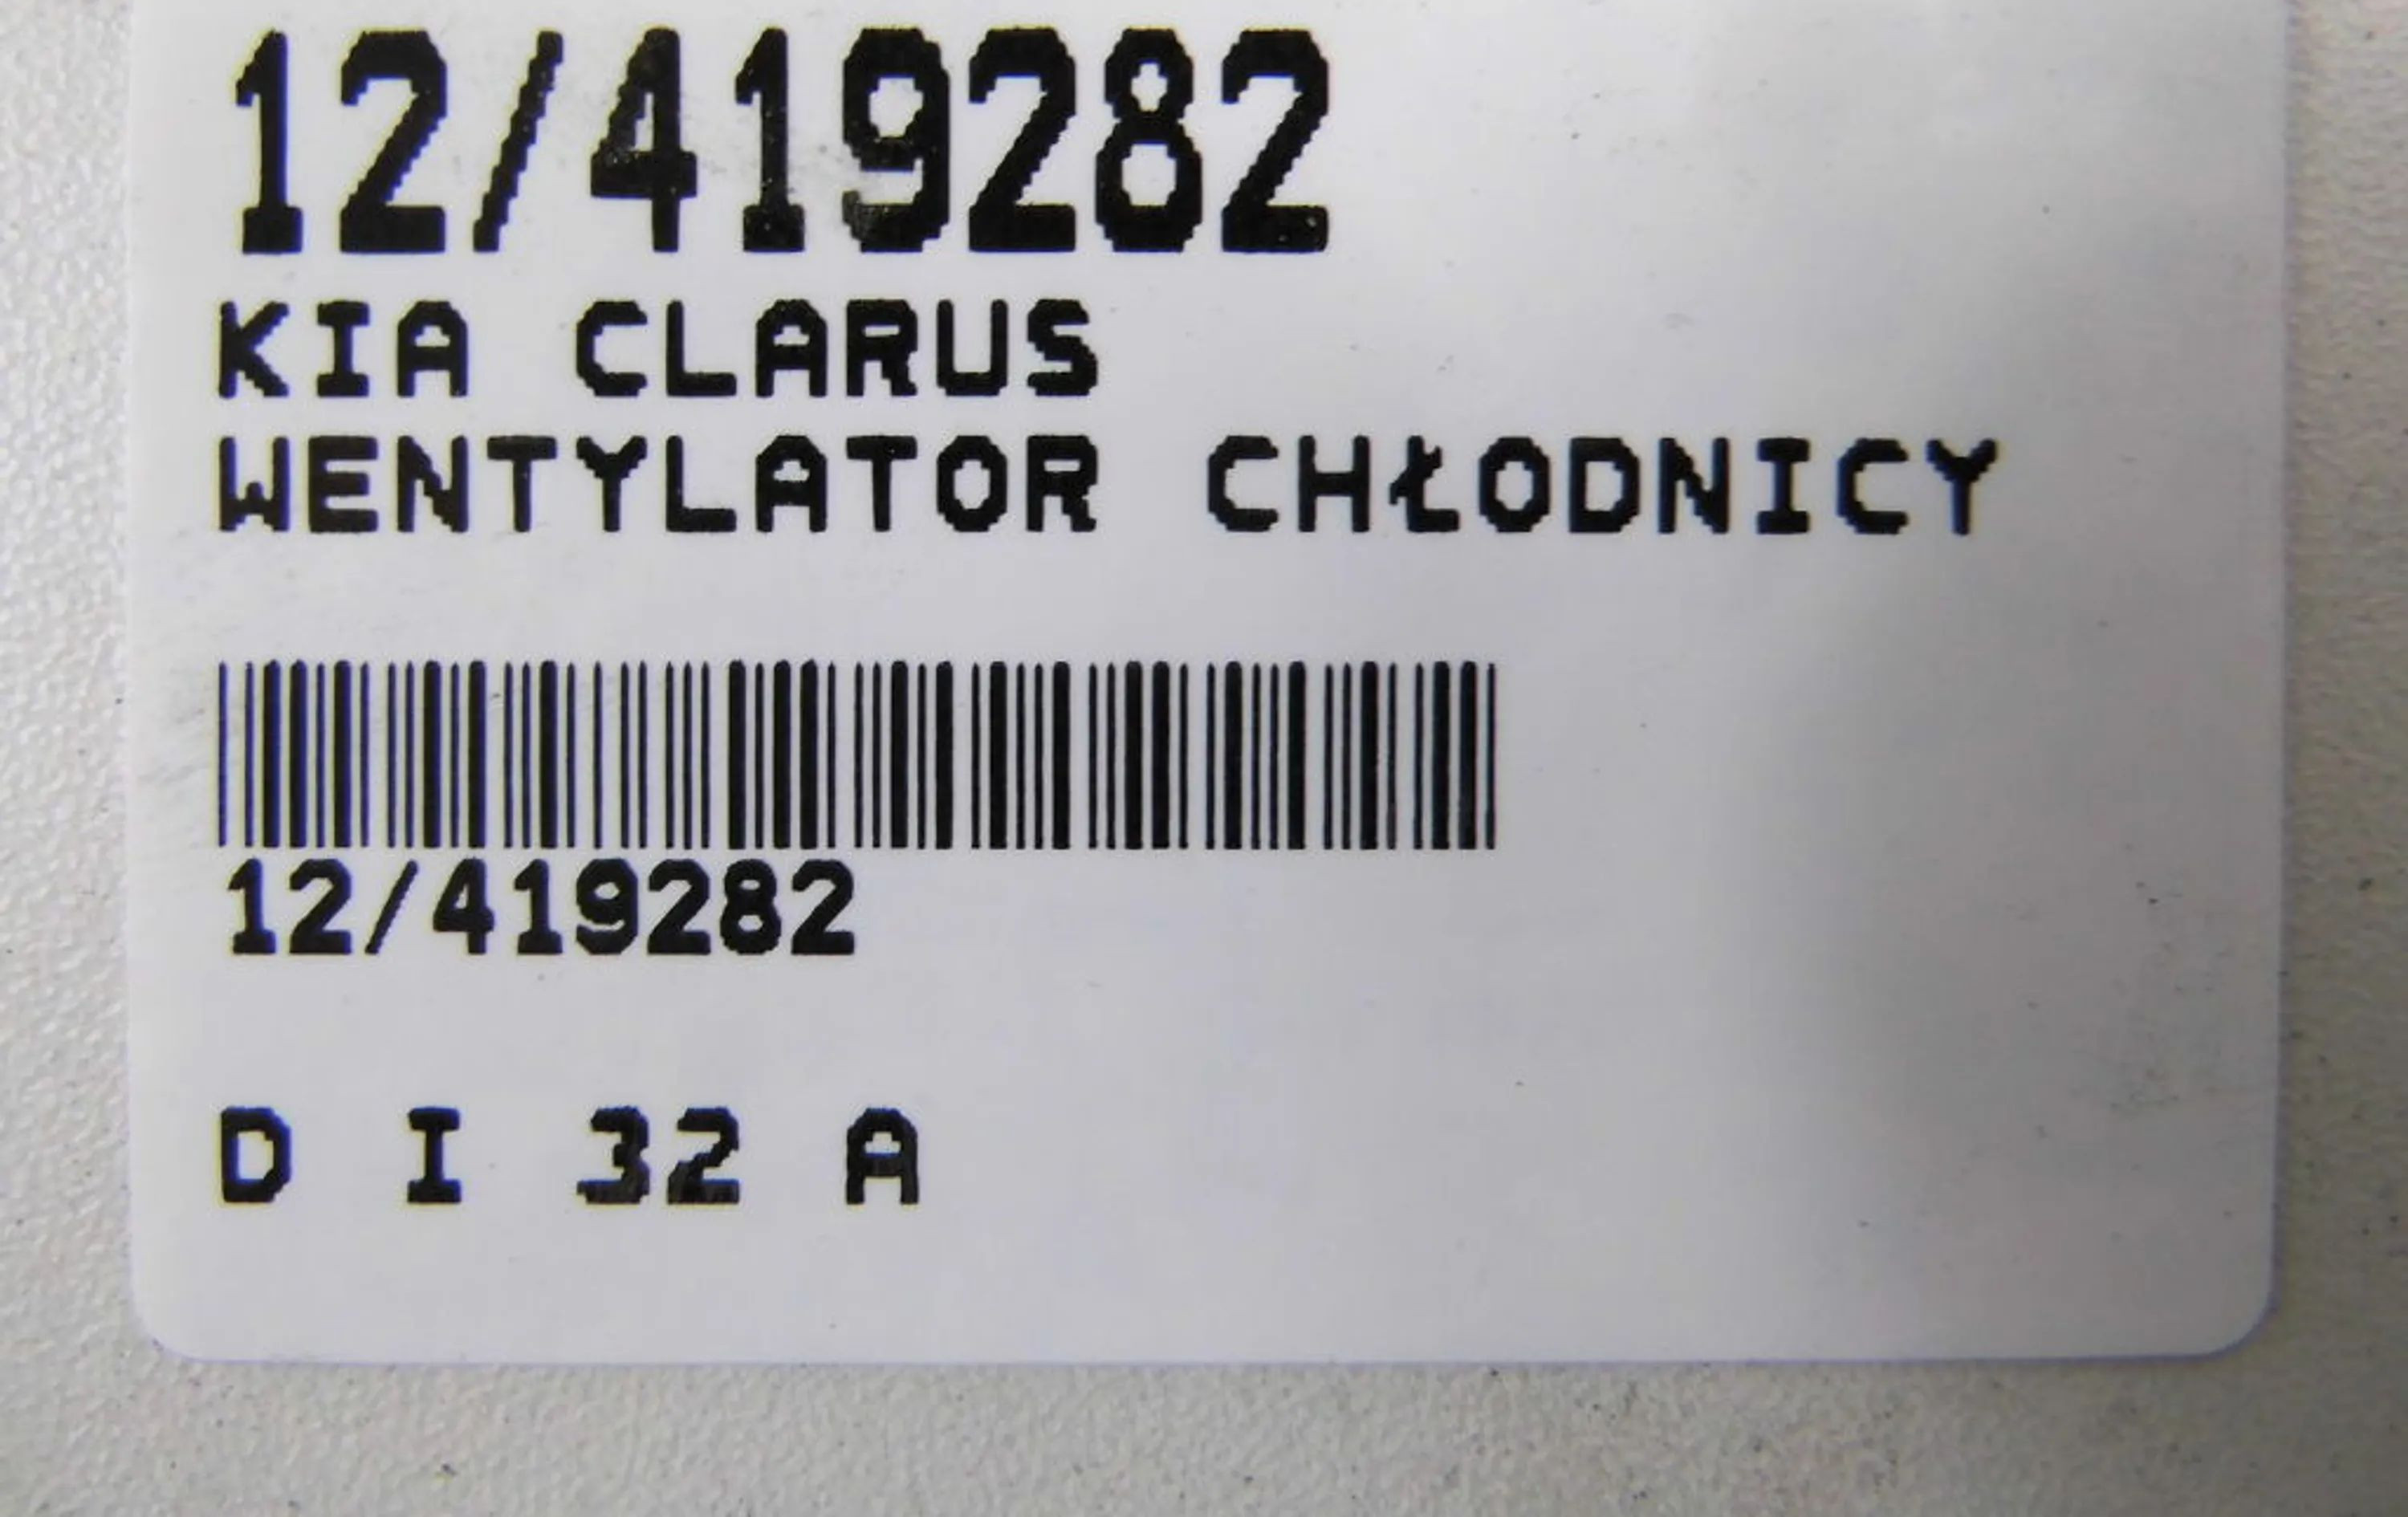 12/419282
KIA CLARUS
WENTYLATOR CHŁODNICY
12/419282
D I 32 A